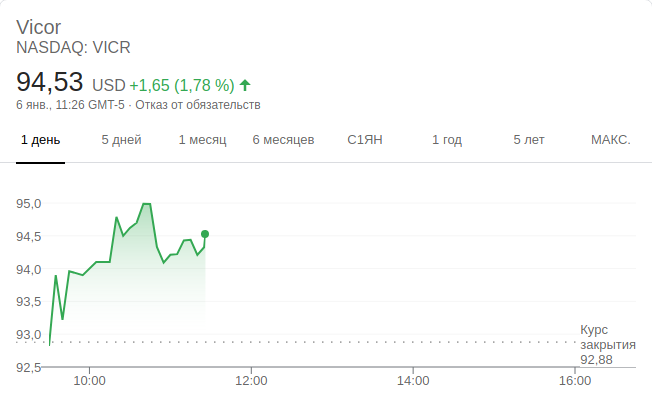 Vicor
NASDAQ: VICR
94,53 USD +1,65 (1,78 %)
6 янв., 11:26 GMT-5 · Отказ от обязательств
1 день 5 дней 1 месяц 6 месяцев С1ЯН 1 год 5 лет МАКС.
95,0
94,5
94,0
93,5
93,0
92,5
Курс
закрытия
92,88
10:00 12:00 14:00 16:00